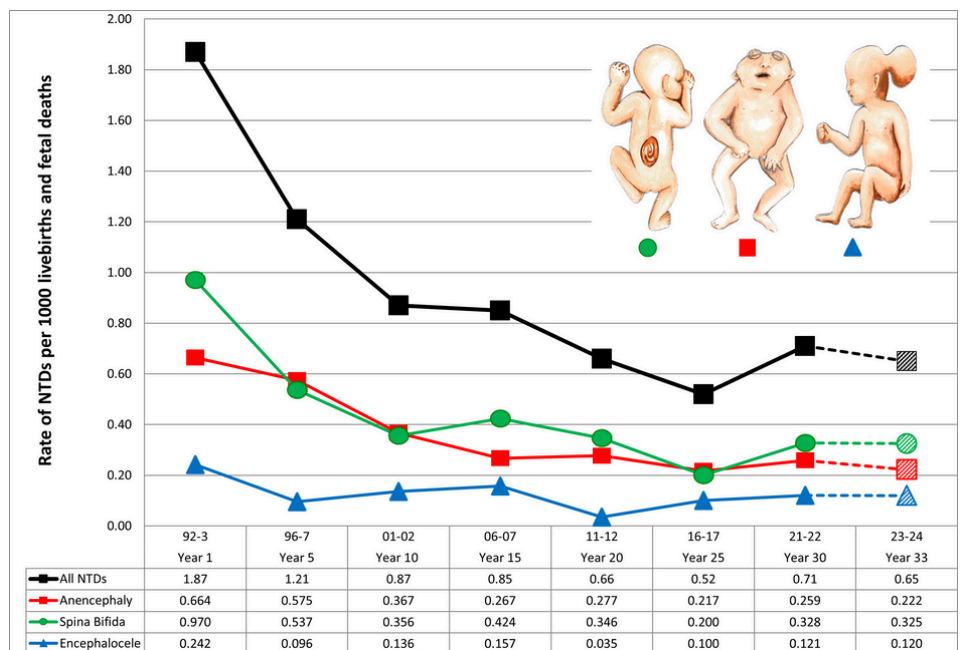 Rate of NTDs per 1000 livebirths and fetal deaths
2.00
1.80
1.60
1.40
1.20
1.00
0.80
0.60
0.40
0.20
0.00
92-3 96-7 01-02 06-07 11-12 16-17 21-22 23-24
Year 1 Year 5 Year 10 Year 15 Year 20 Year 25 Year 30 Year 33
All NTDs 1.87 1.21 0.87 0.85 0.66 0.52 0.71 0.65
Anencephaly 0.664 0.575 0.367 0.267 0.277 0.217 0.259 0.222
Spina Bifida 0.970 0.537 0.356 0.424 0.346 0.200 0.328 0.325
Encephalocele 0.242 0.096 0.136 0.157 0.035 0.100 0.121 0.120